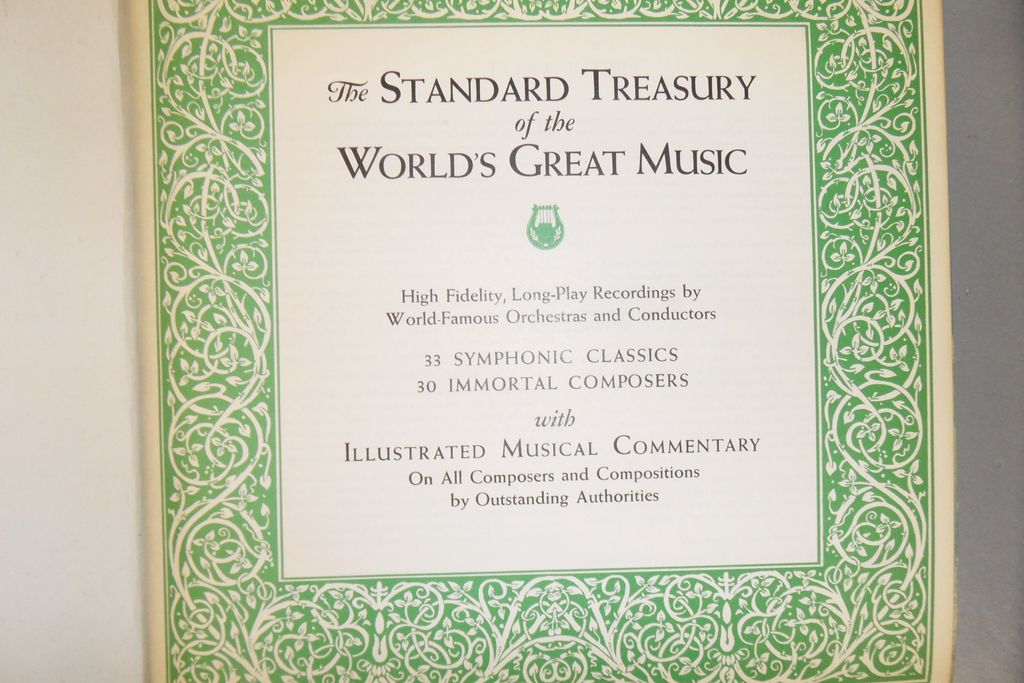 The STANDARD TREASURY
of the
WORLD'S GREAT MUSIC
High Fidelity, Long-Play Recordings by
World-Famous Orchestras and Conductors
33 SYMPHONIC CLASSICS
30 IMMORTAL COMPOSERS
with
ILLUSTRATED MUSICAL COMMENTARY
On All Composers and Compositions
by Outstanding Authorities